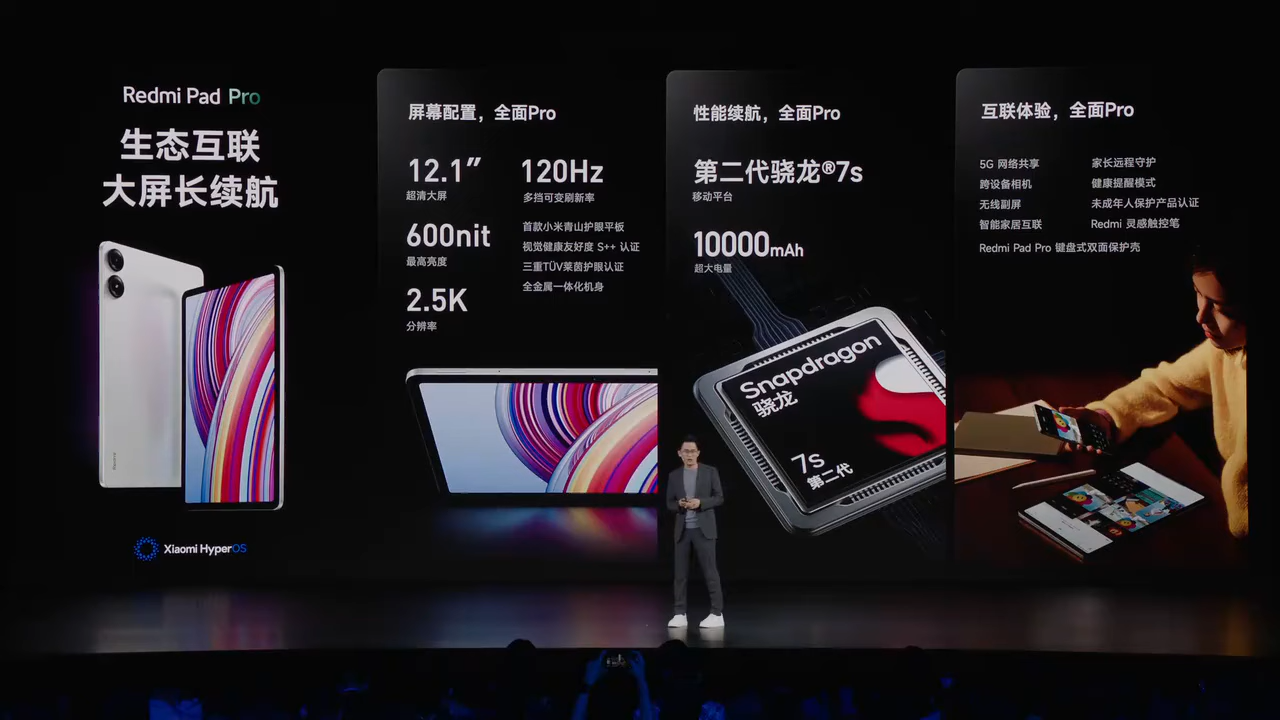 Redmi Pad Pro
生态互联
大屏长续航
Xiaomi HyperOS
屏幕配置，全面Pro
12.1”
超清大屏
600nit
最高亮度
2.5K
分辨率
120Hz
多挡可变刷新率
首款小米青山护眼平板
视觉健康友好度 S++ 认证
三重TÜV莱茵护眼认证
全金属一体化机身
性能续航，全面Pro
第二代骁龙®7s
移动平台
10000mAh
超大电量
Snapdragon
骁龙
7s
第二代
互联体验，全面Pro
5G 网络共享
跨设备相机
无线副屏
智能家居互联
家长远程守护
健康提醒模式
未成年人保护产品认证
Redmi 灵感触控笔
Redmi Pad Pro 键盘式双面保护壳